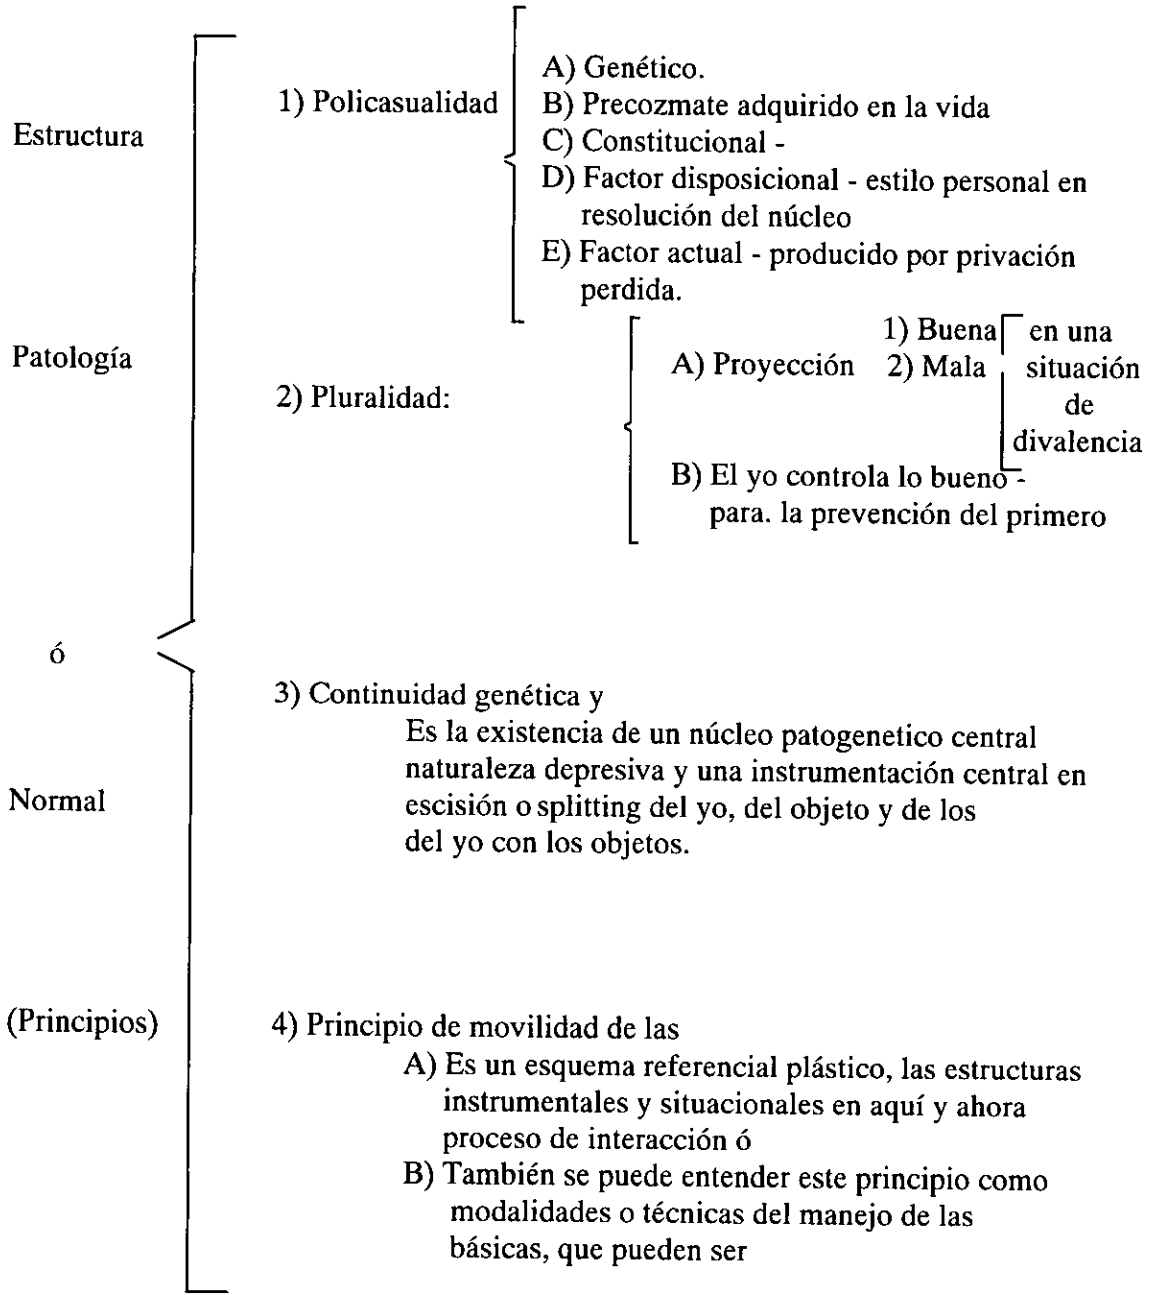 Estructura
Patología
ó
Normal
(Principios)
1) Policasualidad
A) Genético.
B) Precozmate adquirido en la vida
C) Constitucional -
D) Factor disposicional - estilo personal en
resolución del núcleo
E) Factor actual - producido por privación
perdida.
2) Pluralidad:
A) Proyección
1) Buena
2) Mala
en una
situación
de
divalencia
B) El yo controla lo bueno -
para. la prevención del primero
3) Continuidad genética y
Es la existencia de un núcleo patogenetico central
naturaleza depresiva y una instrumentación central en
escisión o splitting del yo, del objeto y de los
del yo con los objetos.
4) Principio de movilidad de las
A) Es un esquema referencial plástico, las estructuras
instrumentales y situacionales en aquí y ahora
proceso de interacción ó
B) También se puede entender este principio como
modalidades o técnicas del manejo de las
básicas, que pueden ser